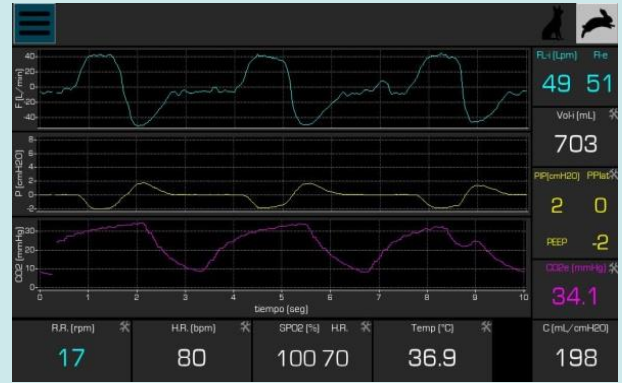 FL-i (Lpm) Fl-e
49 51
Vol-i (mL)
703
PIP(cmH2O) PPlat
2 0
PEEP -2
CO2e (mmHg)
34.1
C (mL/cmH2O)
198
F (L/min)
40
20
0
-20
-40
P (cmH2O)
8
6
4
2
0
-2
CO2 (mmHg)
30
20
10
0
0 1 2 3 4 5 6 7 8 9 10
tiempo (seg)
R.R. (rpm)
17
H.R. (bpm)
80
SPO2 (%) H.R.
100 70
Temp (°C)
36.9